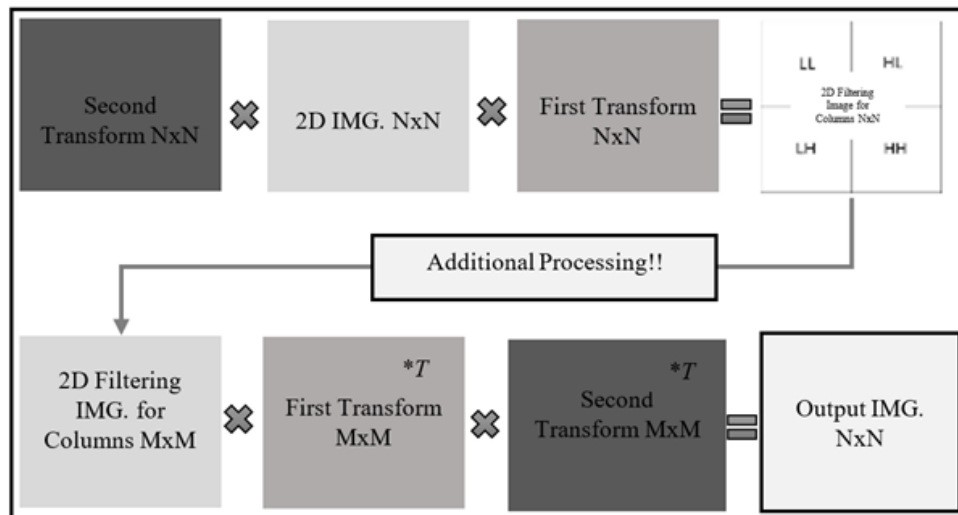 Second
Transform NxN
2D IMG. NxN
First Transform
NxN
LL
HL
2D Filtering
Image for
Columns NxN
LH
HH
Additional Processing!!
2D Filtering
IMG. for
Columns MxM
*T
First Transform
MxM
*T
Second
Transform MxM
Output IMG.
NxN